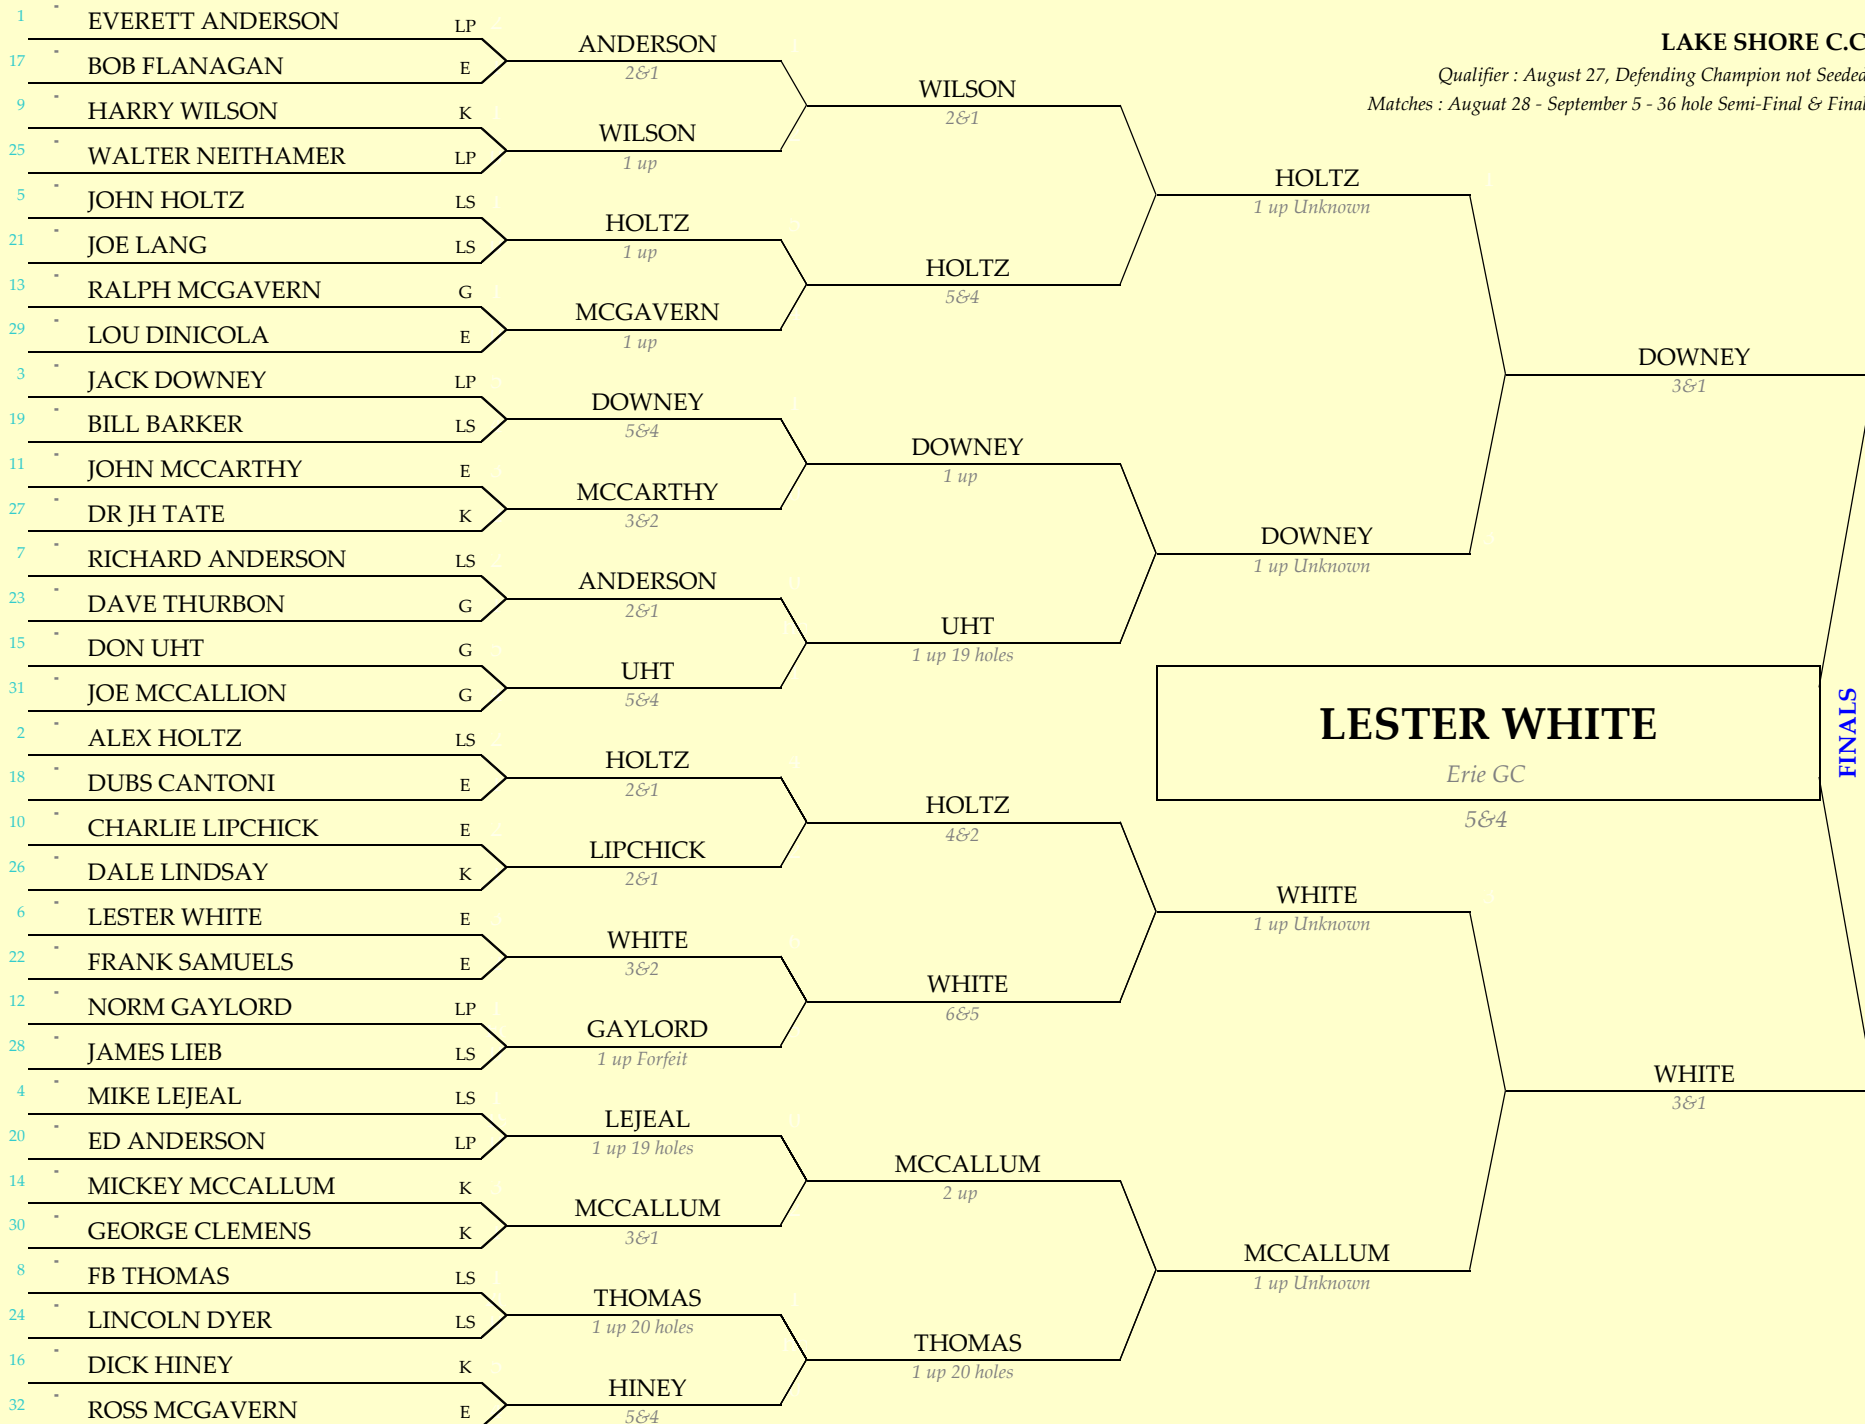 LAKE SHORE C.C
Qualifier : August 27, Defending Champion not Seeded
Matches : Auguat 28 - September 5 - 36 hole Semi-Final & Final
1 - EVERETT ANDERSON LP
17 - BOB FLANAGAN E
9 - HARRY WILSON K
25 - WALTER NEITHAMER LP
5 - JOHN HOLTZ LS
21 - JOE LANG LS
13 - RALPH MCGAVERN G
29 - LOU DINICOLA E
3 - JACK DOWNEY LP
19 - BILL BARKER LS
11 - JOHN MCCARTHY E
27 - DR JH TATE K
7 - RICHARD ANDERSON LS
23 - DAVE THURBON G
15 - DON UHT G
31 - JOE MCCALLION G
2 - ALEX HOLTZ LS
18 - DUBS CANTONI E
10 - CHARLIE LIPCHICK E
26 - DALE LINDSAY K
6 - LESTER WHITE E
22 - FRANK SAMUELS E
12 - NORM GAYLORD LP
28 - JAMES LIEB LS
4 - MIKE LEJEAL LS
20 - ED ANDERSON LP
14 - MICKEY MCCALLUM K
30 - GEORGE CLEMENS K
8 - FB THOMAS LS
24 - LINCOLN DYER LS
16 - DICK HINEY K
32 - ROSS MCGAVERN E
ANDERSON
2&1
WILSON
1 up
HOLTZ
1 up
MCGAVERN
1 up
DOWNEY
5&4
MCCARTHY
3&2
ANDERSON
2&1
UHT
5&4
HOLTZ
2&1
LIPCHICK
2&1
WHITE
3&2
GAYLORD
1 up Forfeit
LEJEAL
1 up 19 holes
MCCALLUM
3&1
THOMAS
1 up 20 holes
HINEY
5&4
WILSON
2&1
HOLTZ
5&4
DOWNEY
1 up
UHT
1 up 19 holes
HOLTZ
4&2
WHITE
6&5
MCCALLUM
2 up
THOMAS
1 up 20 holes
HOLTZ
1 up Unknown
DOWNEY
1 up Unknown
WHITE
1 up Unknown
MCCALLUM
1 up Unknown
DOWNEY
3&1
WHITE
3&1
LESTER WHITE
Erie GC
5&4
FINALS